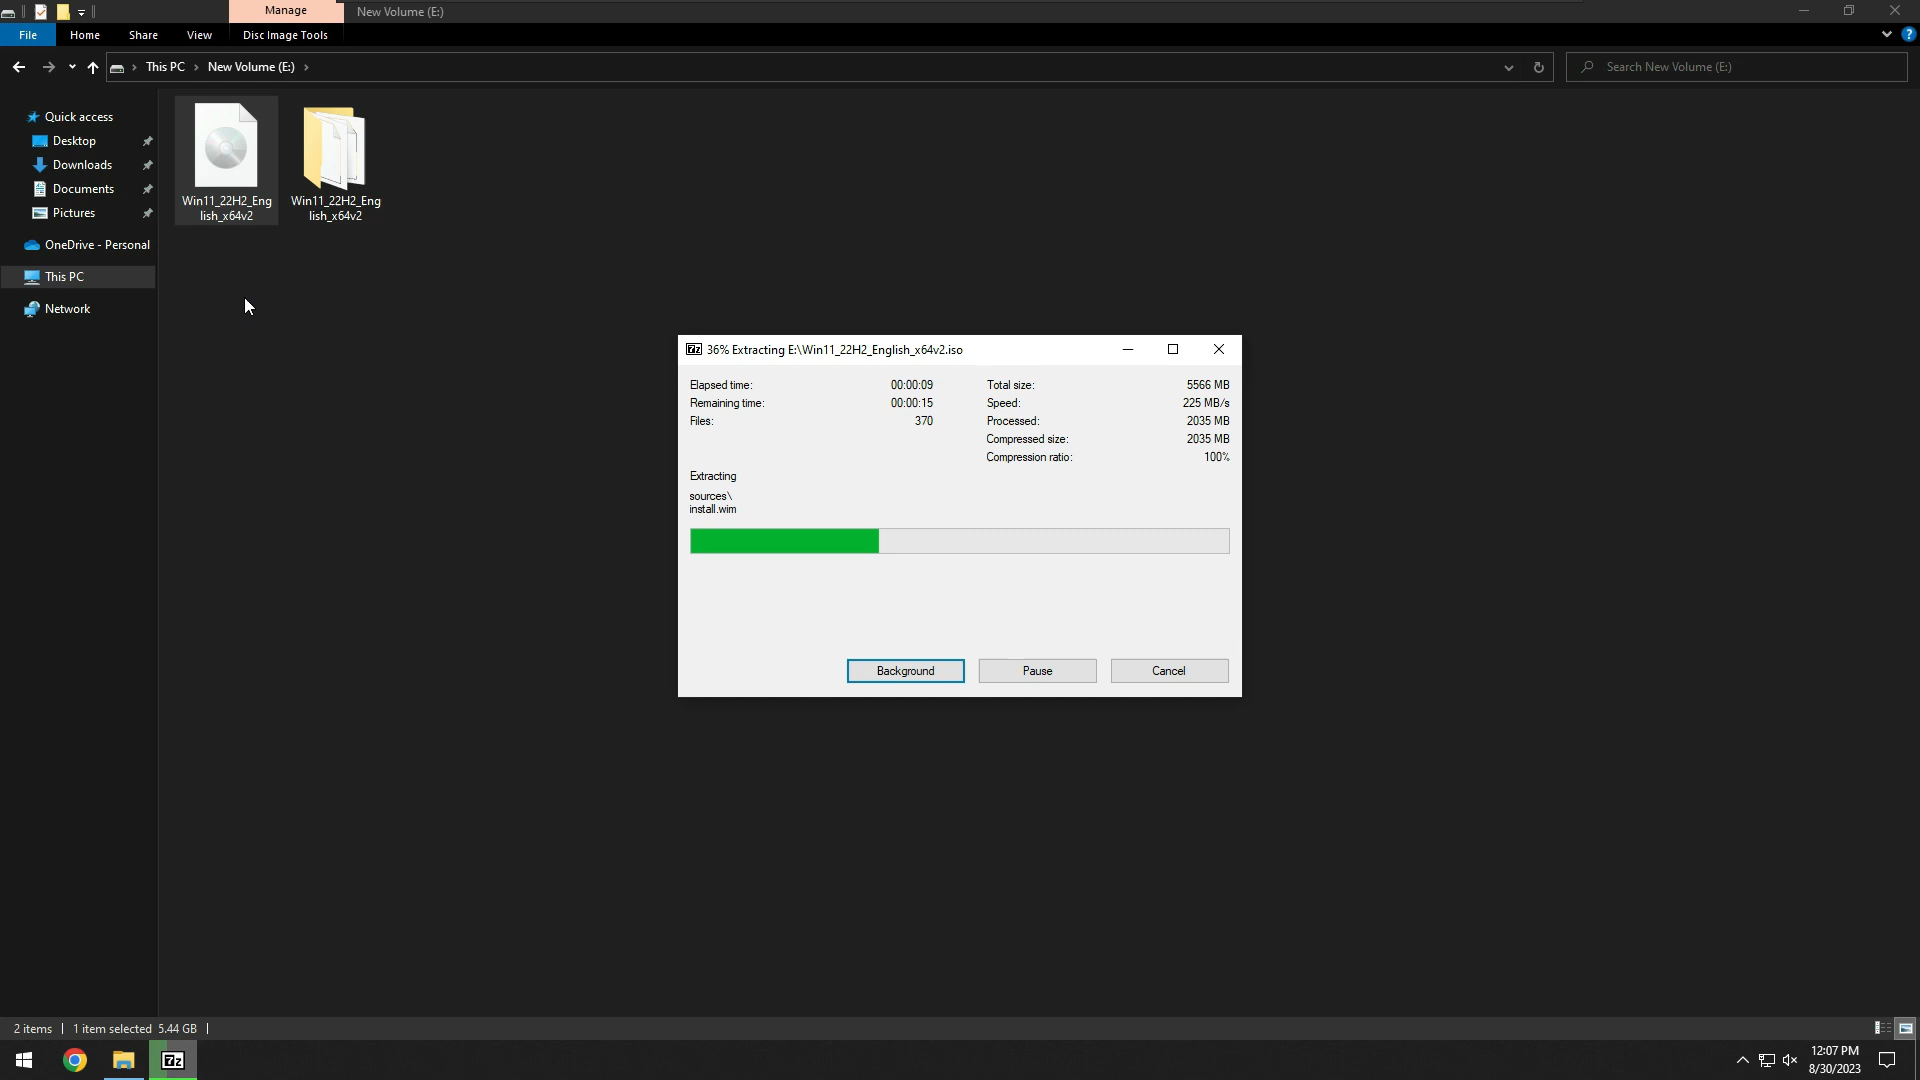 Manage
New Volume (E:)
File
Home
Share
View
Disc Image Tools
?
This PC
New Volume (E:)
Search New Volume (E:)
Quick access
Desktop
Downloads
Documents
Pictures
OneDrive - Personal
This PC
Network
Win11_22H2_Eng
lish_x64v2
Win11_22H2_Eng
lish_x64v2
7z 36% Extracting E:\Win11_22H2_English_x64v2.iso
Elapsed time: 00:00:09
Remaining time: 00:00:15
Files: 370
Total size: 5566 MB
Speed: 225 MB/s
Processed: 2035 MB
Compressed size: 2035 MB
Compression ratio: 100%
Extracting
sources\
install.wim
Background
Pause
Cancel
2 items
1 item selected 5.44 GB
7z
12:07 PM
8/30/2023